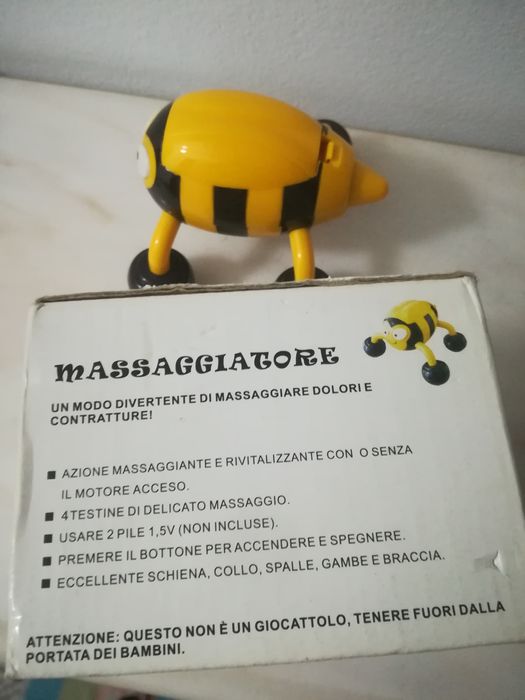 MASSAGGIATORE
UN MODO DIVERTENTE DI MASSAGGIARE DOLORI E
CONTRATTURE!
■ AZIONE MASSAGGIANTE E RIVITALIZZANTE CON O SENZA
IL MOTORE ACCESO.
■ 4TESTINE DI DELICATO MASSAGGIO.
■ USARE 2 PILE 1,5V (NON INCLUSE).
■ PREMERE IL BOTTONE PER ACCENDERE E SPEGNERE.
■ ECCELLENTE SCHIENA, COLLO, SPALLE, GAMBE E BRACCIA.
ATTENZIONE: QUESTO NON È UN GIOCATTOLO, TENERE FUORI DALLA
PORTATA DEI BAMBINI.